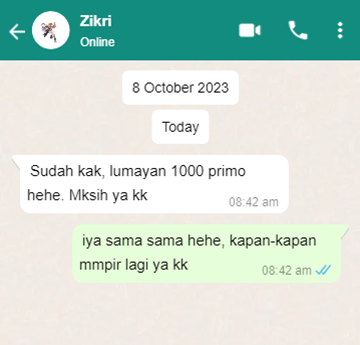 Zikri
Online
8 October 2023
Today
Sudah kak, lumayan 1000 primo
hehe. Mksih ya kk
08:42 am
iya sama sama hehe, kapan-kapan
mmpir lagi ya kk
08:42 am